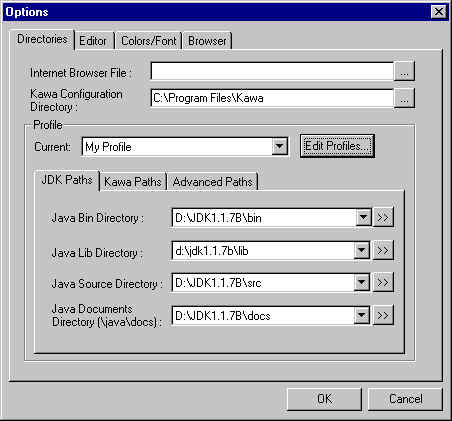 Options
Directories Editor Colors/Font Browser
Internet Browser File : ...
Kawa Configuration
Directory : C:\Program Files\Kawa ...
Profile
Current: My Profile Edit Profiles...
JDK Paths Kawa Paths Advanced Paths
Java Bin Directory : D:\JDK1.1.7B\bin >>
Java Lib Directory : d:\jdk1.1.7b\lib >>
Java Source Directory : D:\JDK1.1.7B\src >>
Java Documents
Directory (\java\docs) : D:\JDK1.1.7B\docs >>
OK Cancel